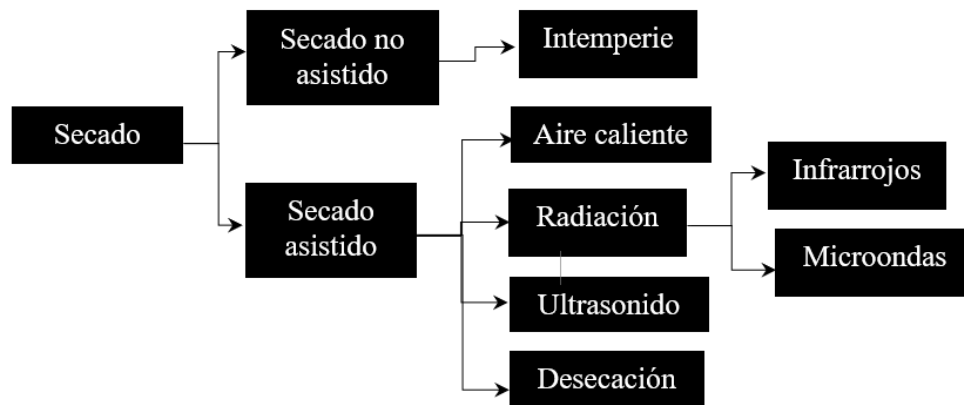 Secado
Secado no
asistido
Intemperie
Secado
asistido
Aire caliente
Radiación
Ultrasonido
Desecación
Infrarrojos
Microondas